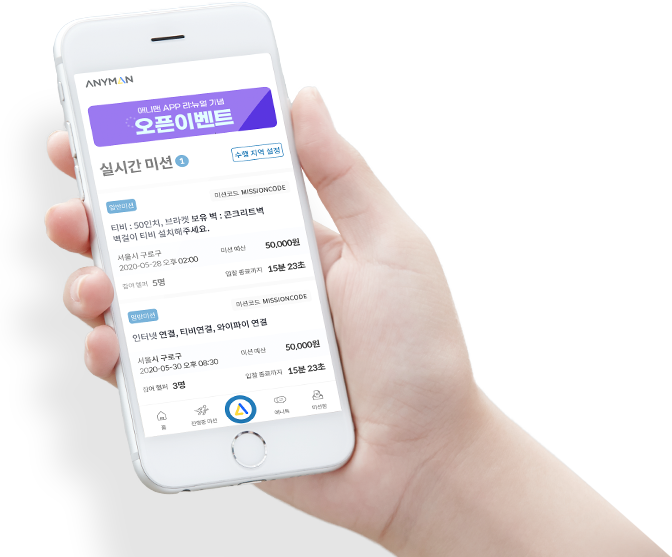 ANYMAN
애니맨 APP 리뉴얼 기념
오픈이벤트
실시간 미션 1
수행 지역 설정
일반미션
미션코드 MISSIONCODE
티비 : 50인치, 브라켓 보유 벽 : 콘크리트벽
벽걸이 티비 설치해주세요.
서울시 구로구
미션 예산 50,000원
2020-05-28 오후 02:00
입찰 종료까지 15분 23초
참여 헬퍼 5명
일반미션
미션코드 MISSIONCODE
인터넷 연결, 티비연결, 와이파이 연결
서울시 구로구
미션 예산 50,000원
2020-05-30 오후 06:30
입찰 종료까지 15분 23초
참여 헬퍼 3명
홈
진행중 미션
애니톡
미션함